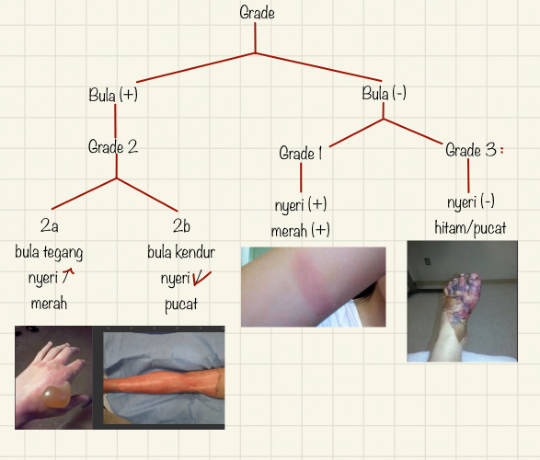 Grade
Bula (+)
Bula (-)
Grade 2
Grade 1
Grade 3 :
2a
bula tegang
nyeri ↗
merah
2b
bula kendur
nyeri ↙
pucat
nyeri (+)
merah (+)
nyeri (-)
hitam/pucat